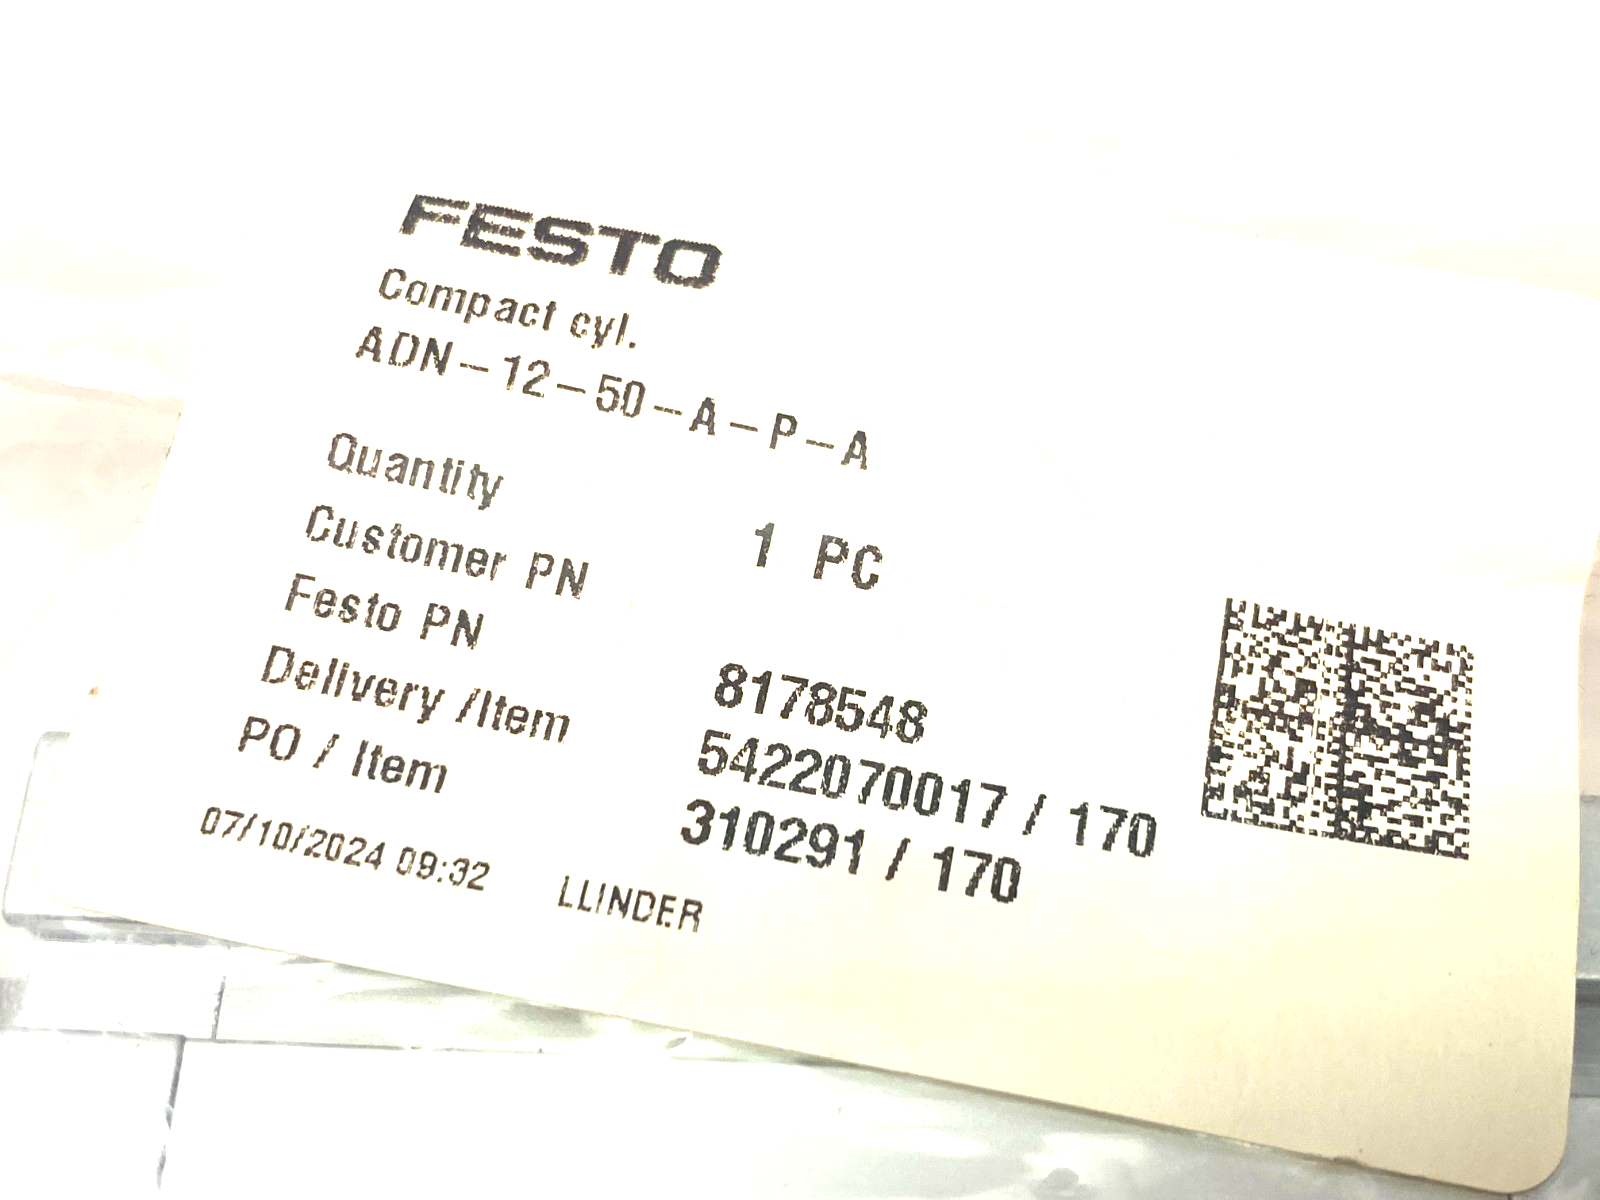 FESTO
Compact cyl.
ADN-12-50-A-P-A
Quantity 1 PC
Customer PN
Festo PN 8178548
Delivery /Item 5422070017 / 170
PO / Item 310291 / 170
07/10/2024 09:32 LLINDER